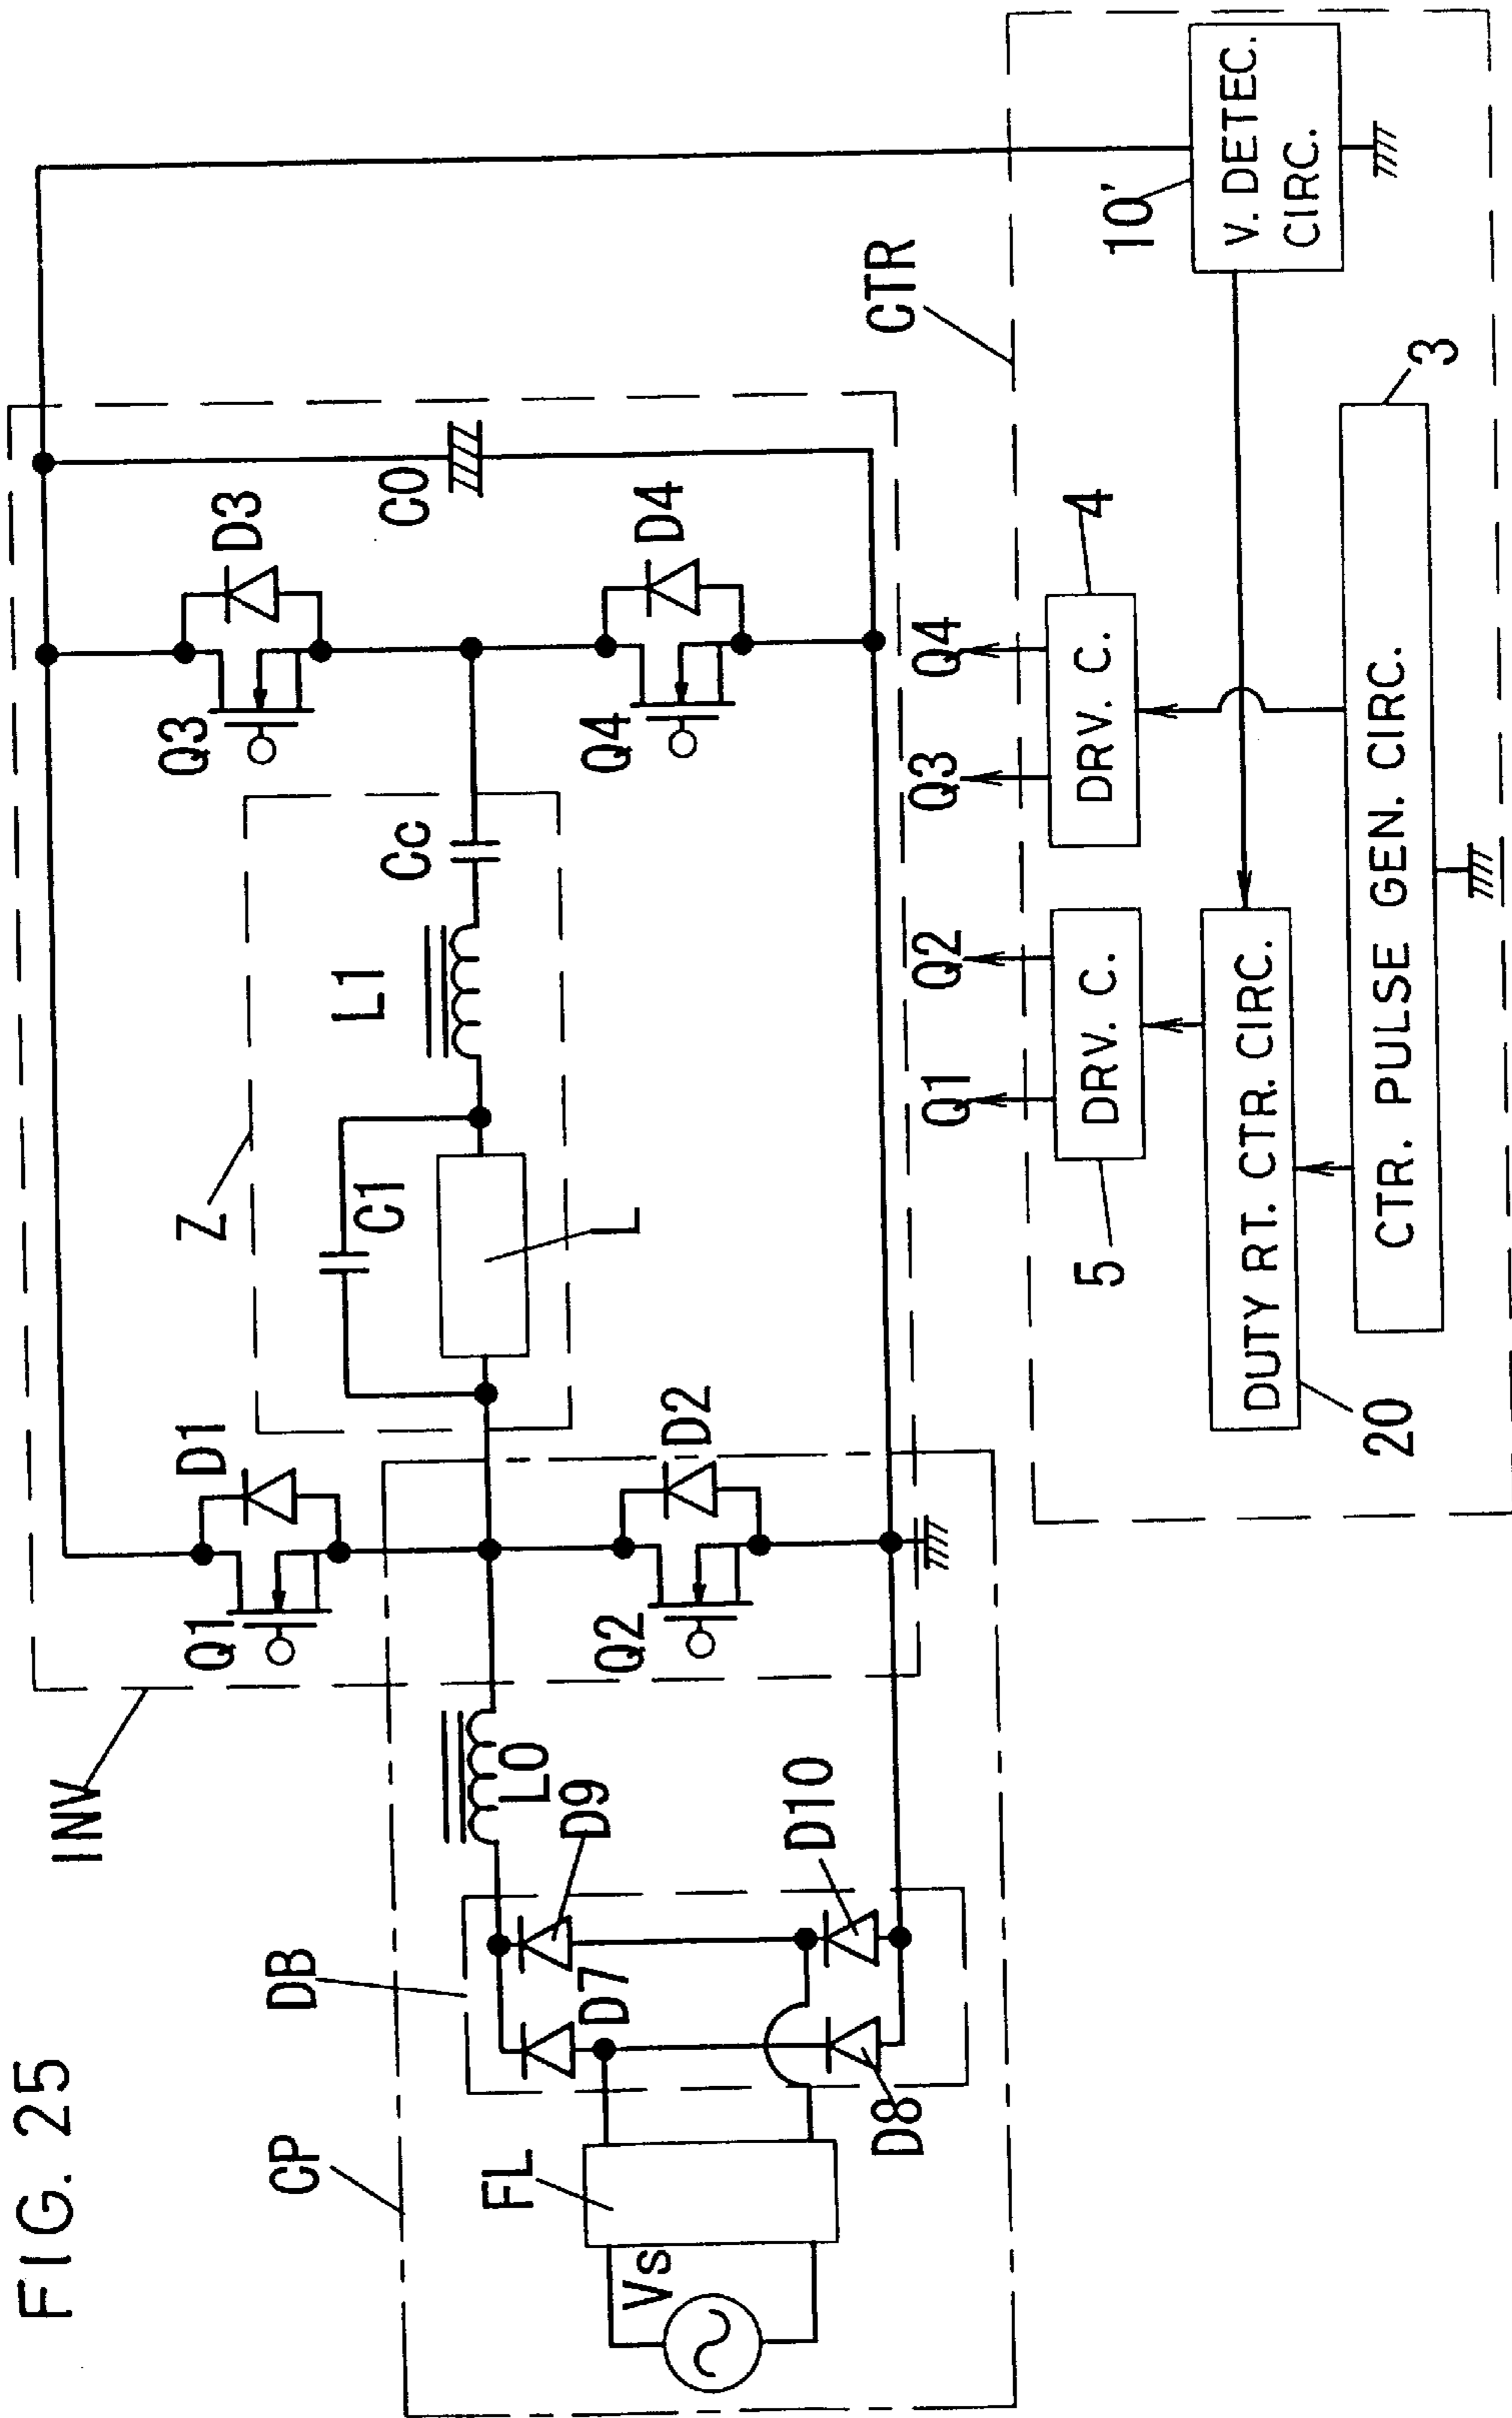 FIG. 25
INV
CP
DB
FL
Vs
D7
D9
D8
D10
L0
Q1
D1
Q2
D2
Z
C1
L
L1
Cc
Q3
D3
Q4
D4
C0
CTR
Q1
Q2
Q3
Q4
5
DRV. C.
DRV. C.
4
20
DUTY RT. CTR. CIRC.
CTR. PULSE GEN. CIRC.
3
10'
V. DETEC.
CIRC.